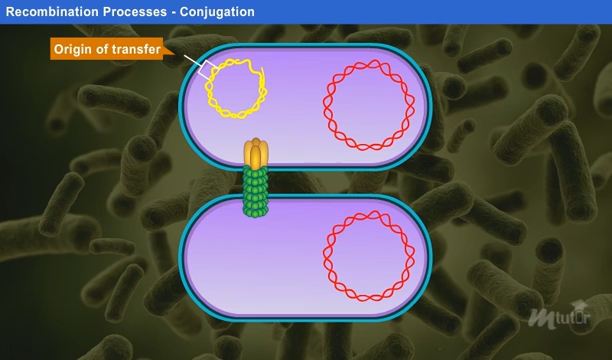 Recombination Processes - Conjugation
Origin of transfer
mtutor